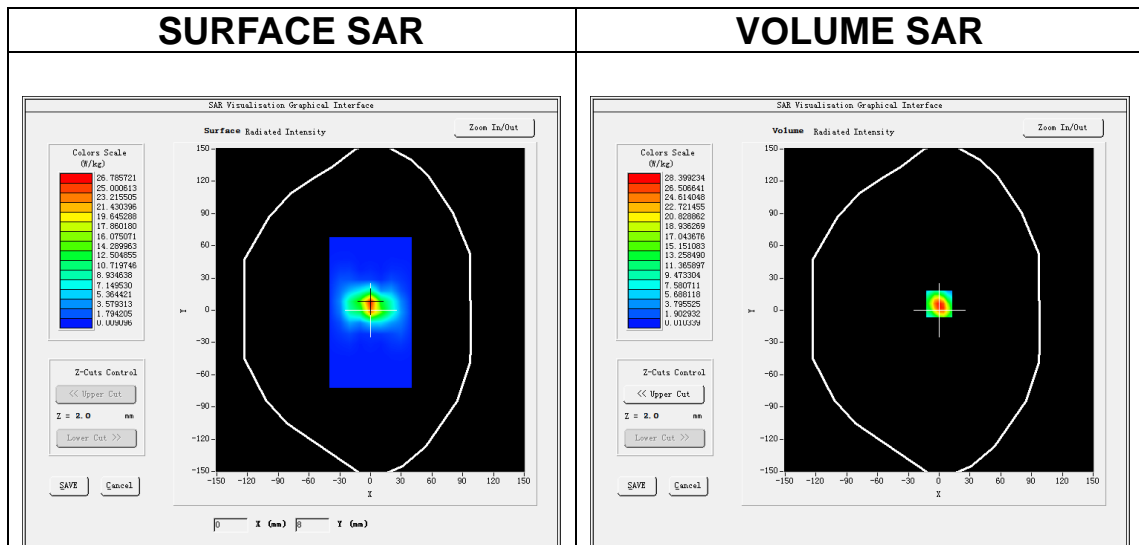 SURFACE SAR
VOLUME SAR
SAR Visualisation Graphical Interface
Surface Radiated Intensity
Zoom In/Out
Colors Scale
(W/kg)
26.785721
25.000613
23.215505
21.430396
19.645288
17.860180
16.075071
14.289963
12.504855
10.719746
8.934638
7.149530
5.364421
3.579313
1.794205
0.009096
150
120
90
60
30
0
-30
-60
-90
-120
-150
Y
-150 -120 -90 -60 -30 0 30 60 90 120 150
X
Z-Cuts Control
<< Upper Cut
Z = 2.0 mm
Lower Cut >>
SAVE Cancel
0 X (mm) 8 Y (mm)
SAR Visualisation Graphical Interface
Volume Radiated Intensity
Zoom In/Out
Colors Scale
(W/kg)
28.399234
26.506641
24.614048
22.721455
20.828862
18.936269
17.043676
15.151083
13.258490
11.365897
9.473304
7.580711
5.688118
3.795525
1.902932
0.010339
150
120
90
60
30
0
-30
-60
-90
-120
-150
Y
-150 -120 -90 -60 -30 0 30 60 90 120 150
X
Z-Cuts Control
<< Upper Cut
Z = 2.0 mm
Lower Cut >>
SAVE Cancel